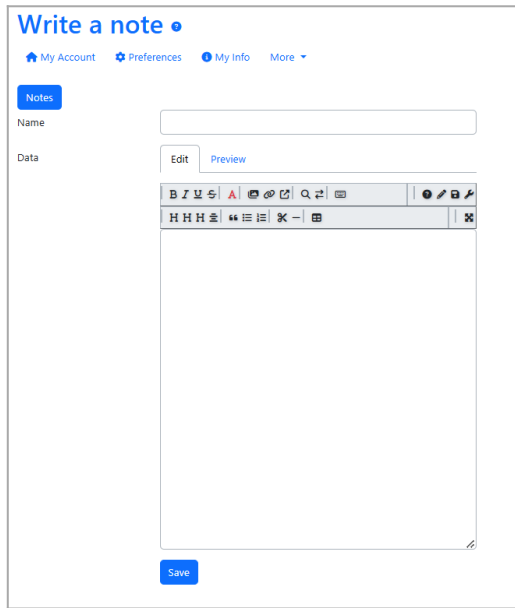 Write a note
My Account Preferences My Info More
Notes
Name
Data
Edit Preview
B I U S A
H H H
Save